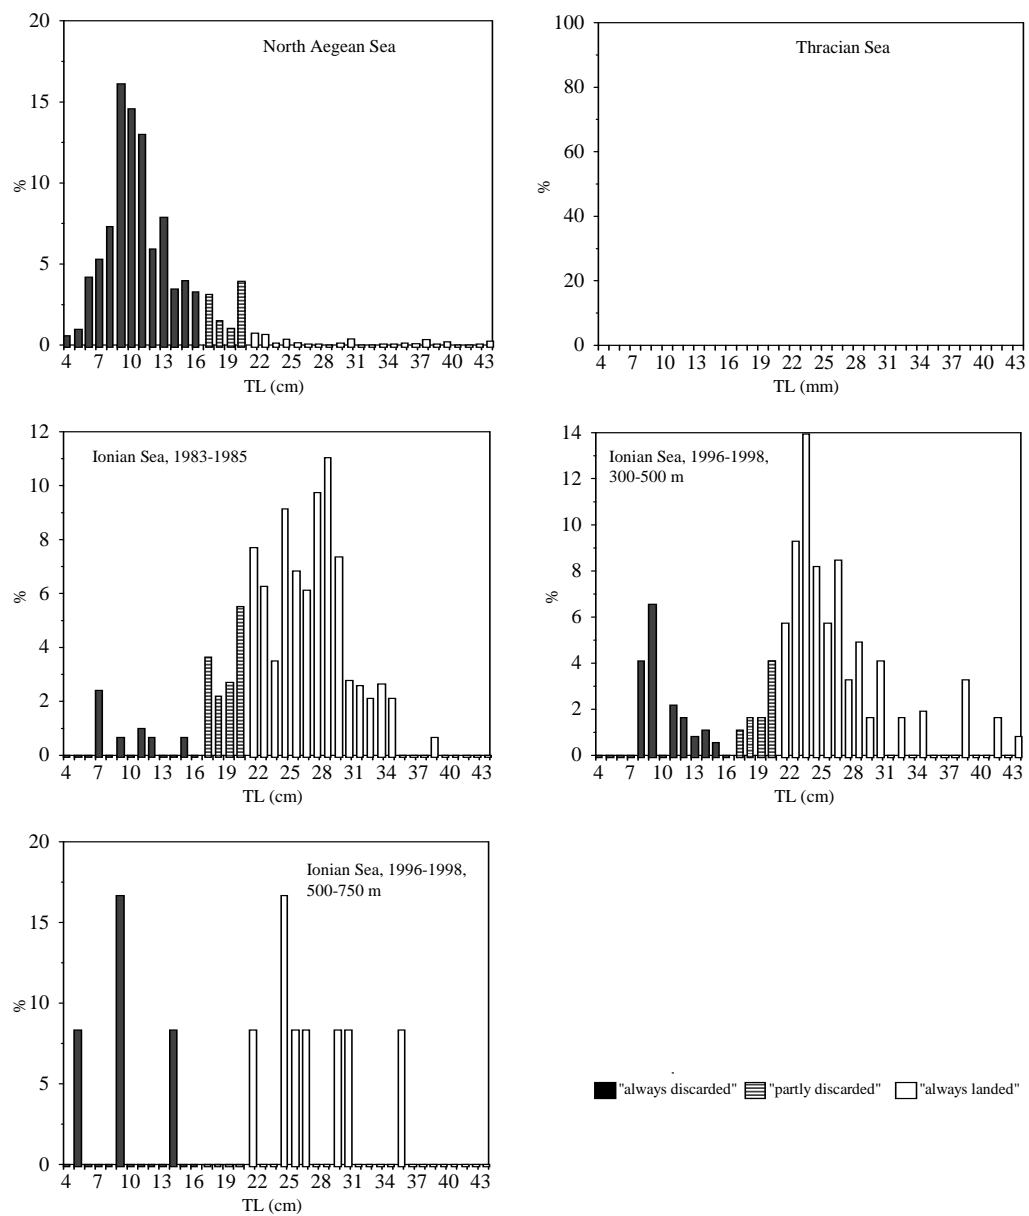 20
15
10
5
0
%
North Aegean Sea
4 7 10 13 16 19 22 25 28 31 34 37 40 43
TL (cm)
100
80
60
40
20
0
%
Thracian Sea
4 7 10 13 16 19 22 25 28 31 34 37 40 43
TL (mm)
12
10
8
6
4
2
0
%
Ionian Sea, 1983-1985
4 7 10 13 16 19 22 25 28 31 34 37 40 43
TL (cm)
14
12
10
8
6
4
2
0
%
Ionian Sea, 1996-1998,
300-500 m
4 7 10 13 16 19 22 25 28 31 34 37 40 43
TL (cm)
20
15
10
5
0
%
Ionian Sea, 1996-1998,
500-750 m
4 7 10 13 16 19 22 25 28 31 34 37 40 43
TL (cm)
"always discarded" "partly discarded" "always landed"